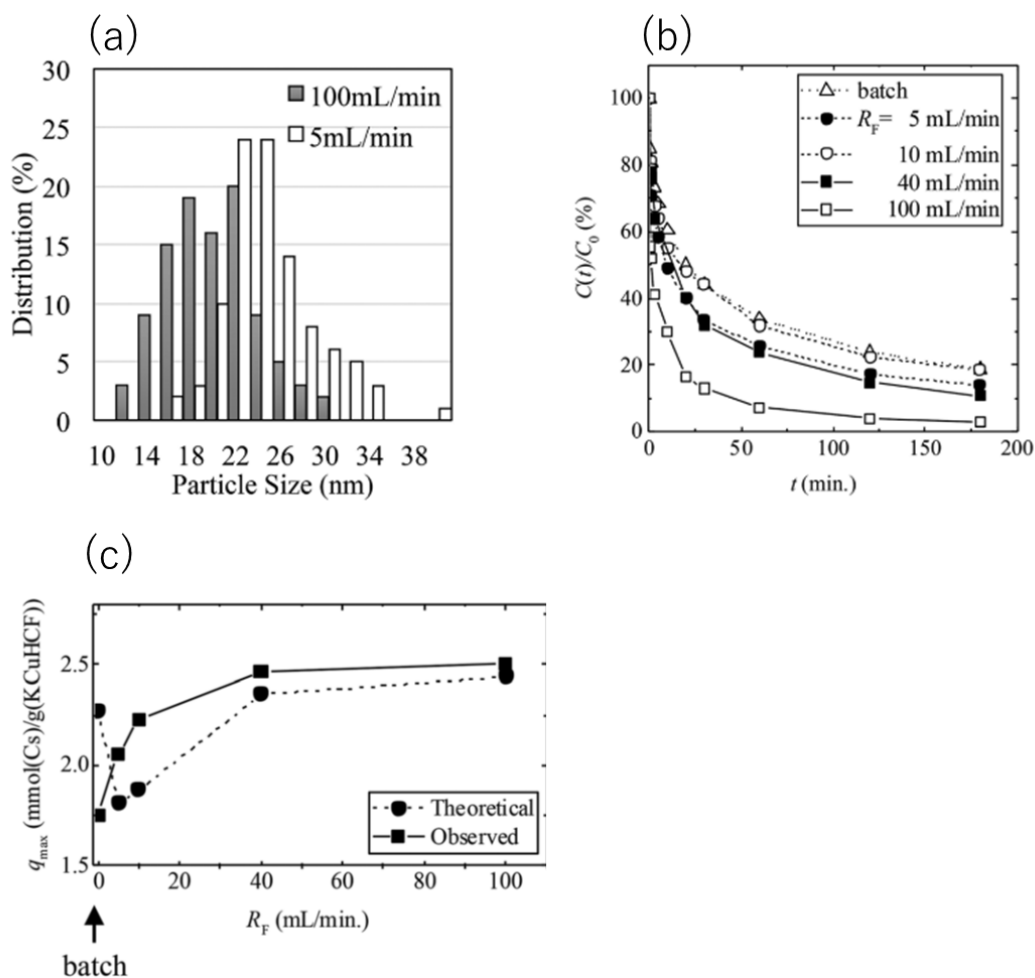 (a)
30
25
20
15
10
5
0
Distribution (%)
100mL/min
5mL/min
10 14 18 22 26 30 34 38
Particle Size (nm)
(b)
100
80
60
40
20
0
C(t)/C0 (%)
batch
RF= 5 mL/min
10 mL/min
40 mL/min
100 mL/min
0 50 100 150 200
t (min.)
(c)
2.5
2.0
1.5
qmax (mmol(Cs)/g(KCuHCF))
Theoretical
Observed
0 20 40 60 80 100
RF (mL/min.)
batch